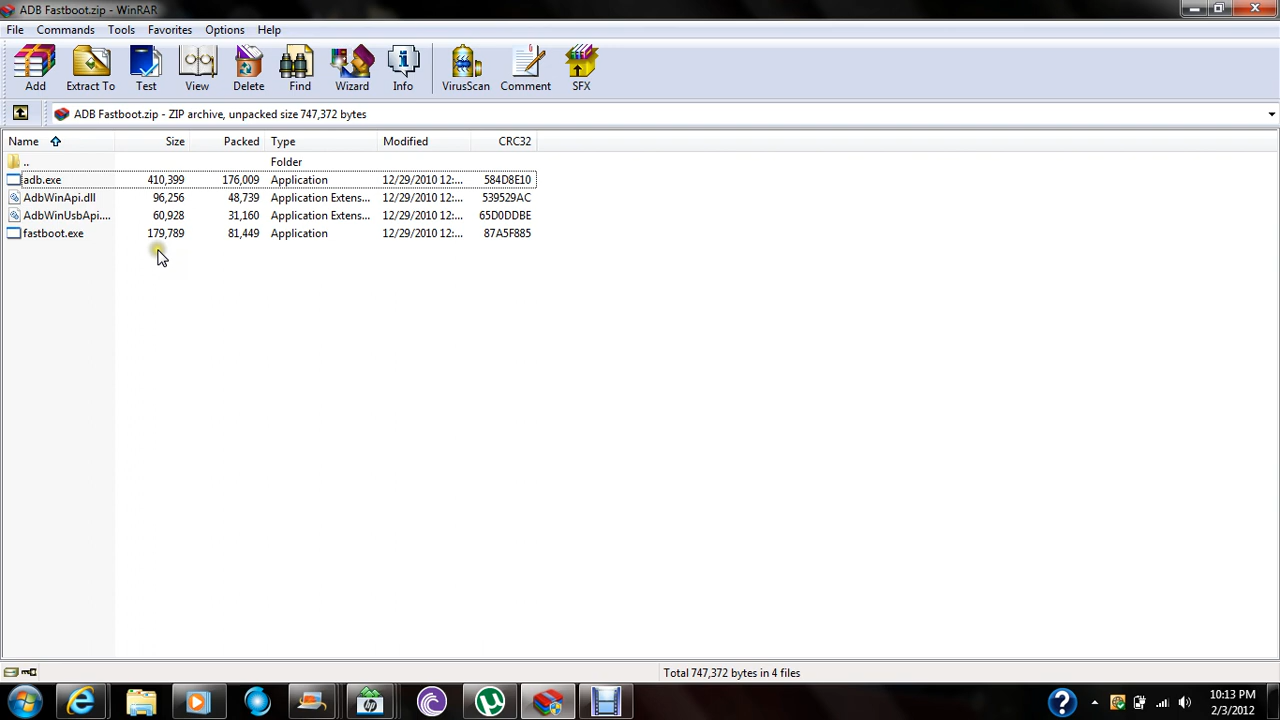 ADB Fastboot.zip - WinRAR
File Commands Tools Favorites Options Help
Add Extract To Test View Delete Find Wizard Info VirusScan Comment SFX
ADB Fastboot.zip - ZIP archive, unpacked size 747,372 bytes
Name Size Packed Type Modified CRC32
.. Folder
adb.exe 410,399 176,009 Application 12/29/2010 12:... 584D8E10
AdbWinApi.dll 96,256 48,739 Application Extens... 12/29/2010 12:... 539529AC
AdbWinUsbApi.... 60,928 31,160 Application Extens... 12/29/2010 12:... 65D0DDBE
fastboot.exe 179,789 81,449 Application 12/29/2010 12:... 87A5F885
Total 747,372 bytes in 4 files
10:13 PM
2/3/2012